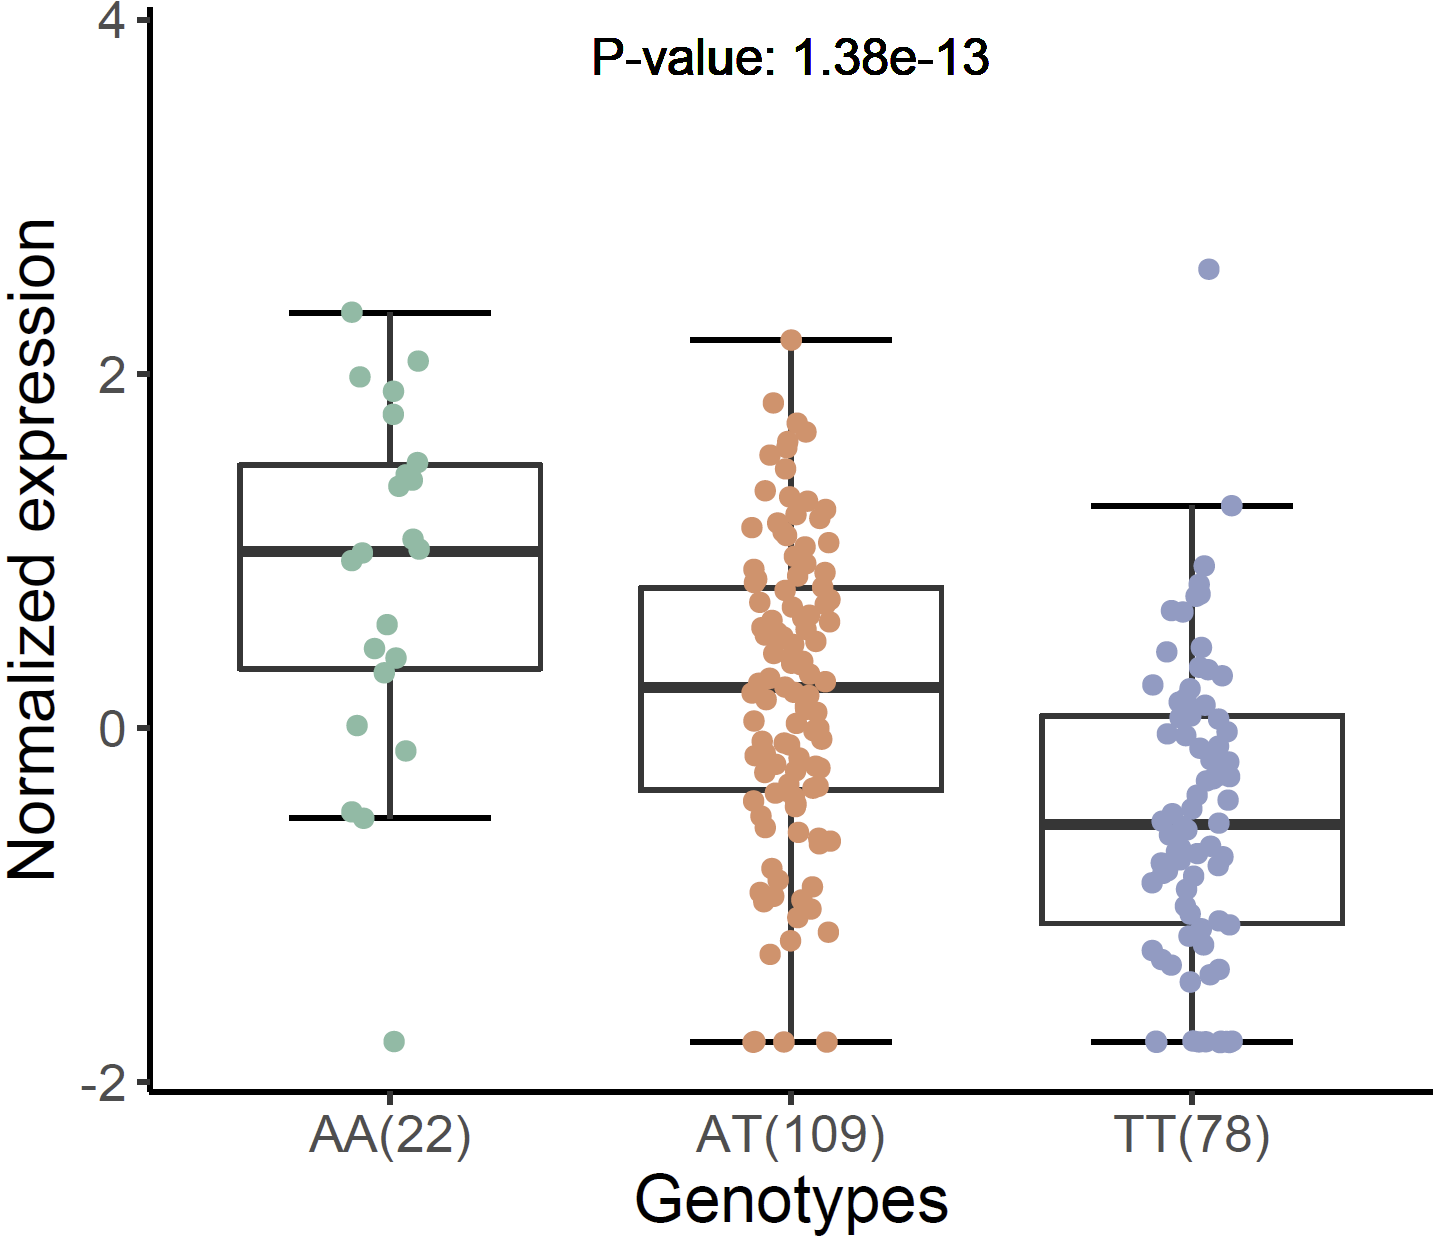 P-value: 1.38e-13
Normalized expression
4
2
0
-2
AA(22)
AT(109)
TT(78)
Genotypes